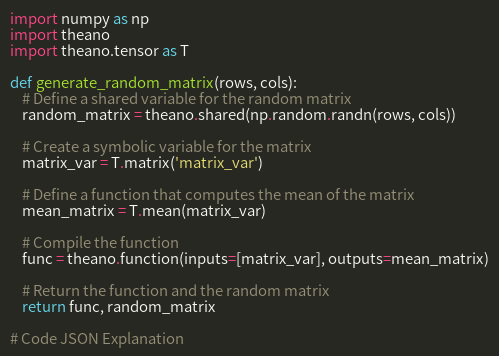 import numpy as np
import theano
import theano.tensor as T
def generate_random_matrix(rows, cols):
# Define a shared variable for the random matrix
random_matrix = theano.shared(np.random.randn(rows, cols))
# Create a symbolic variable for the matrix
matrix_var = T.matrix('matrix_var')
# Define a function that computes the mean of the matrix
mean_matrix = T.mean(matrix_var)
# Compile the function
func = theano.function(inputs=[matrix_var], outputs=mean_matrix)
# Return the function and the random matrix
return func, random_matrix
# Code JSON Explanation